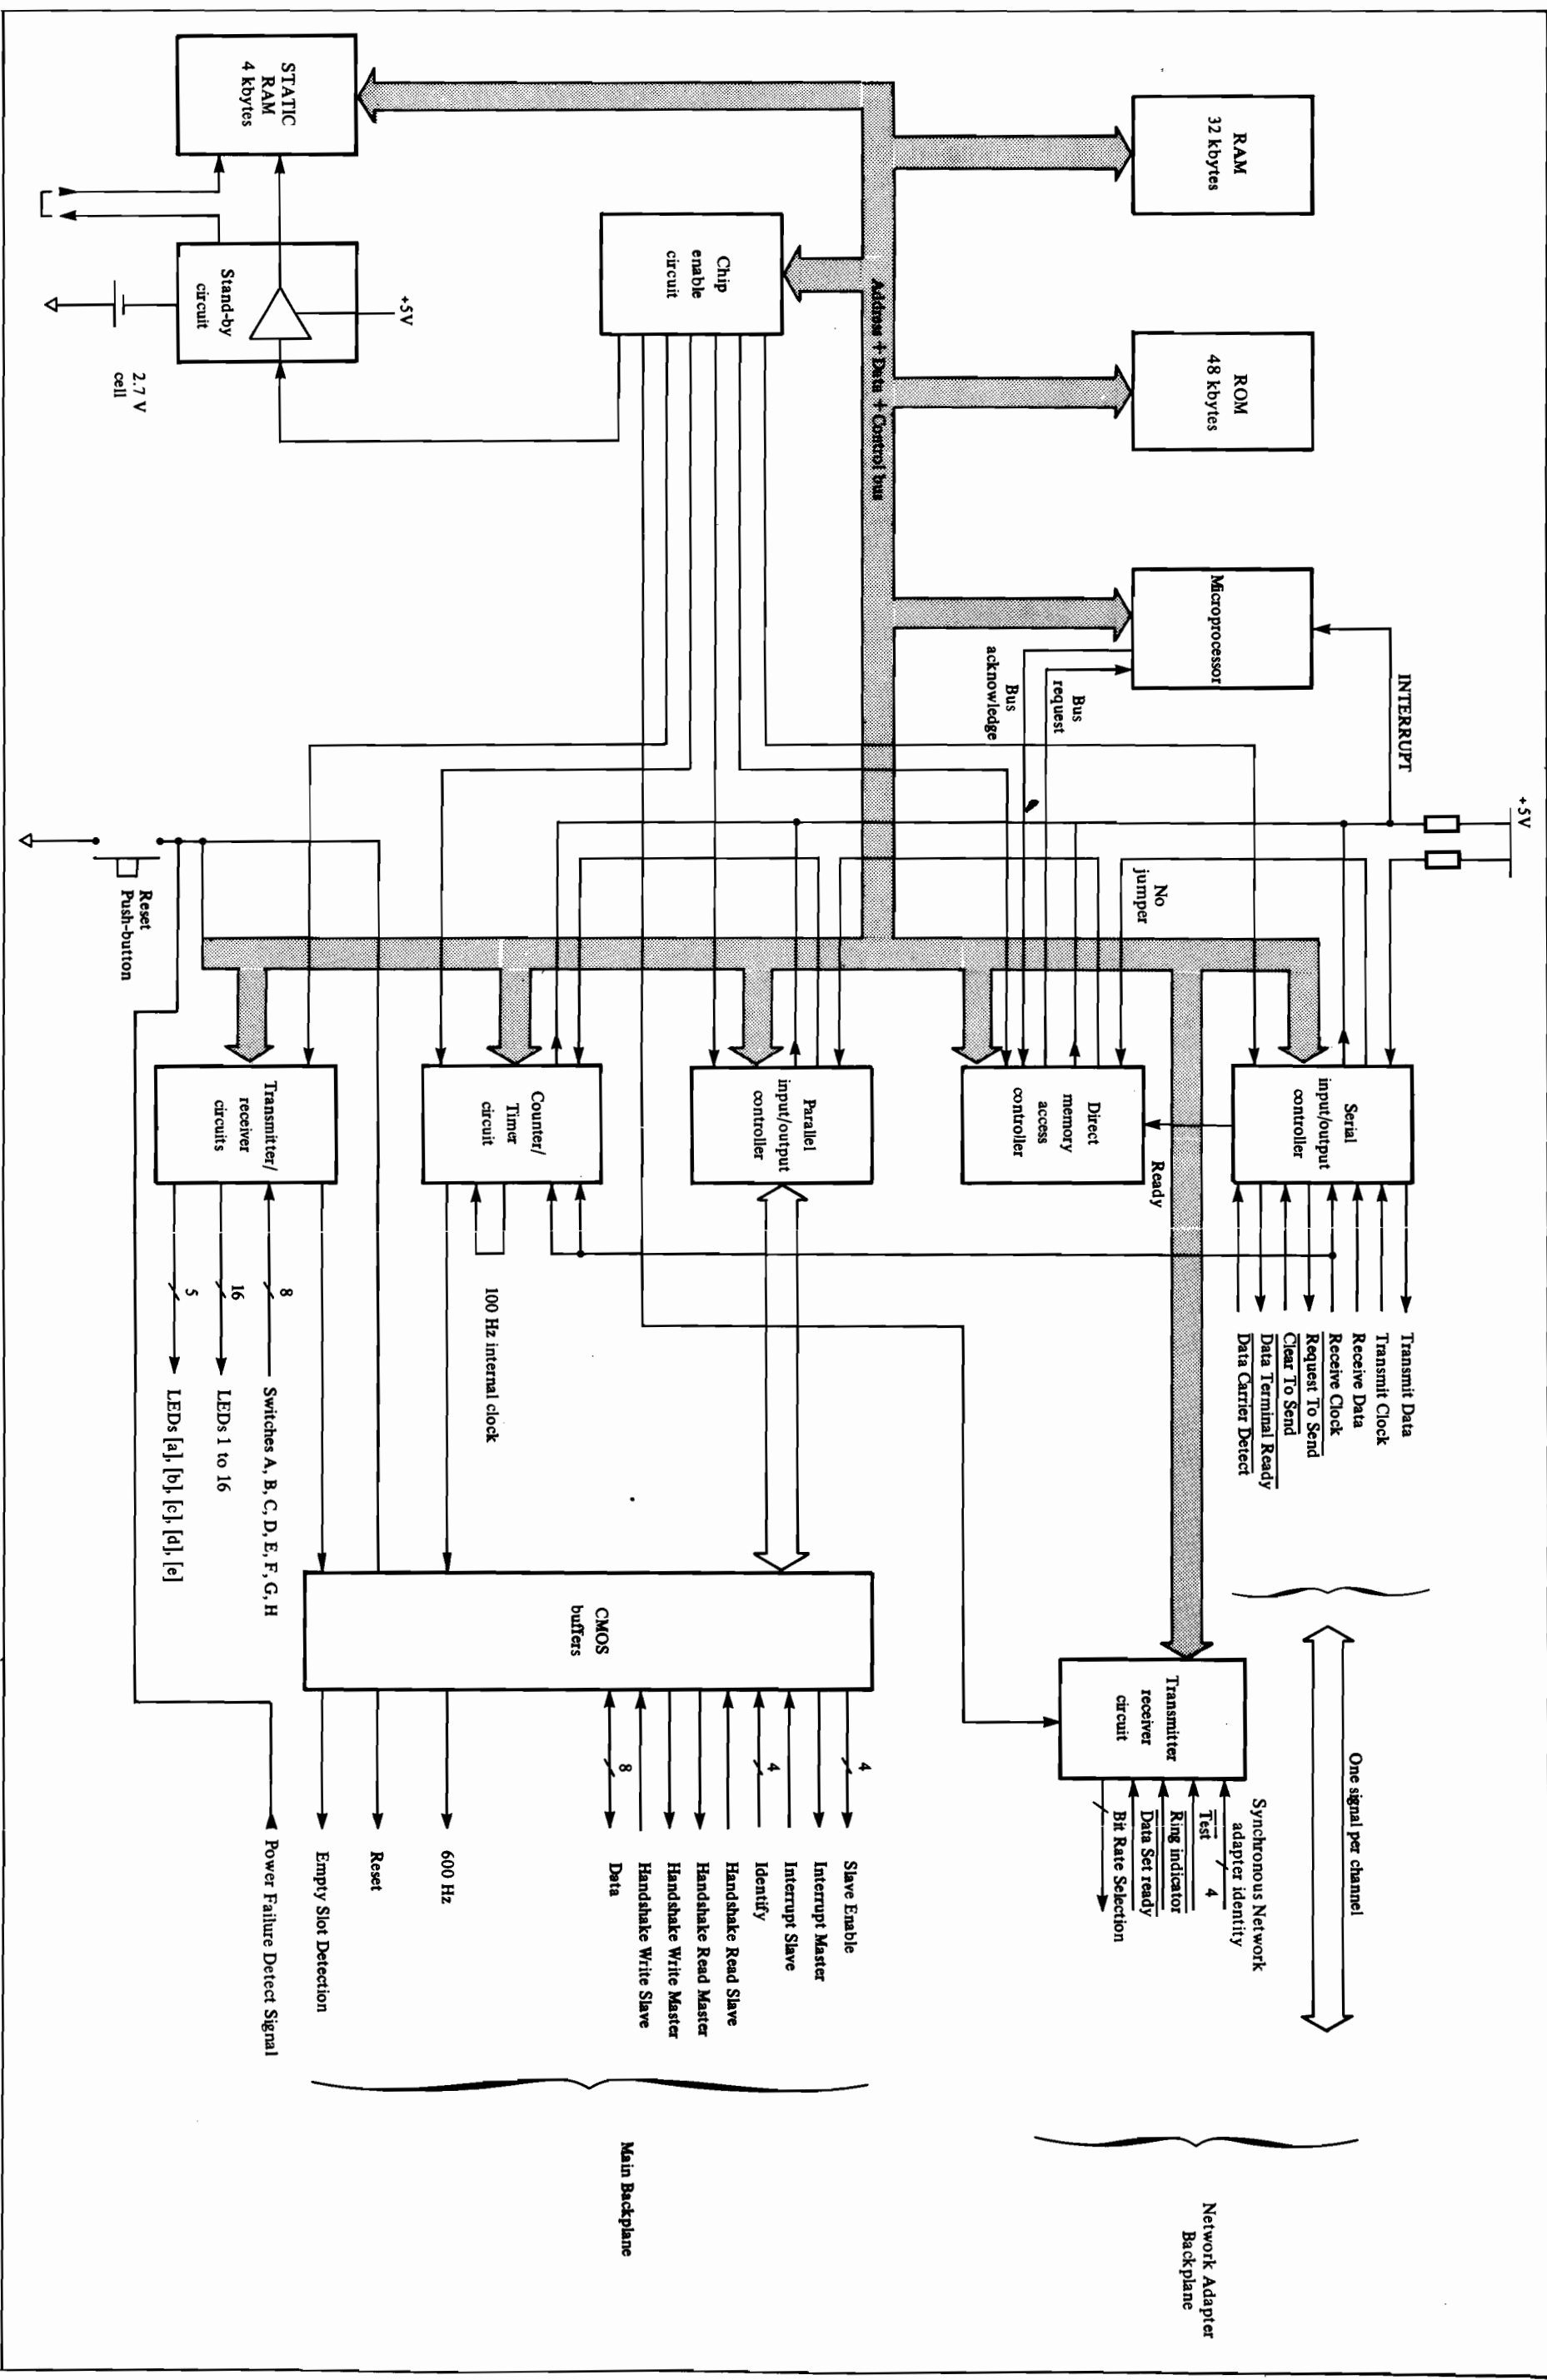 RAM
32 kbytes
ROM
48 kbytes
Microprocessor
INTERRUPT
+5V
Bus
request
Bus
acknowledge
No
jumper
Serial
input/output
controller
Transmit Data
Transmit Clock
Receive Data
Receive Clock
Request To Send
Clear To Send
Data Terminal Ready
Data Carrier Detect
One signal per channel
Ready
Synchronous Network
adapter identity
4
Test
Ring indicator
Data Set ready
Bit Rate Selection
Transmitter
receiver
circuit
Network Adapter
Backplane
Address + Data + Control bus
STATIC
RAM
4 kbytes
Chip
enable
circuit
Stand-by
circuit
+5V
2.7 V
cell
Direct
memory
access
controller
Parallel
input/output
controller
Counter/
Timer
circuit
100 Hz internal clock
Transmitter/
receiver
circuits
8
Switches A, B, C, D, E, F, G, H
16
LEDs 1 to 16
5
LEDs [a], [b], [c], [d], [e]
Reset
Push-button
CMOS
buffers
4
Slave Enable
Interrupt Master
Interrupt Slave
4
Identify
Handshake Read Slave
Handshake Read Master
Handshake Write Master
Handshake Write Slave
8
Data
600 Hz
Reset
Empty Slot Detection
Power Failure Detect Signal
Main Backplane